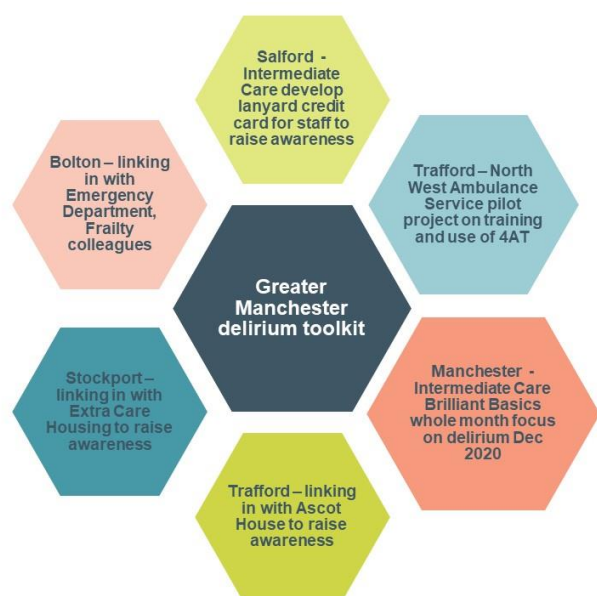 Salford -
Intermediate
Care develop
lanyard credit
card for staff to
raise awareness
Bolton – linking
in with
Emergency
Department,
Frailty
colleagues
Trafford – North
West Ambulance
Service pilot
project on training
and use of 4AT
Greater
Manchester
delirium toolkit
Stockport –
linking in with
Extra Care
Housing to raise
awareness
Manchester -
Intermediate Care
Brilliant Basics
whole month focus
on delirium Dec
2020
Trafford – linking
in with Ascot
House to raise
awareness